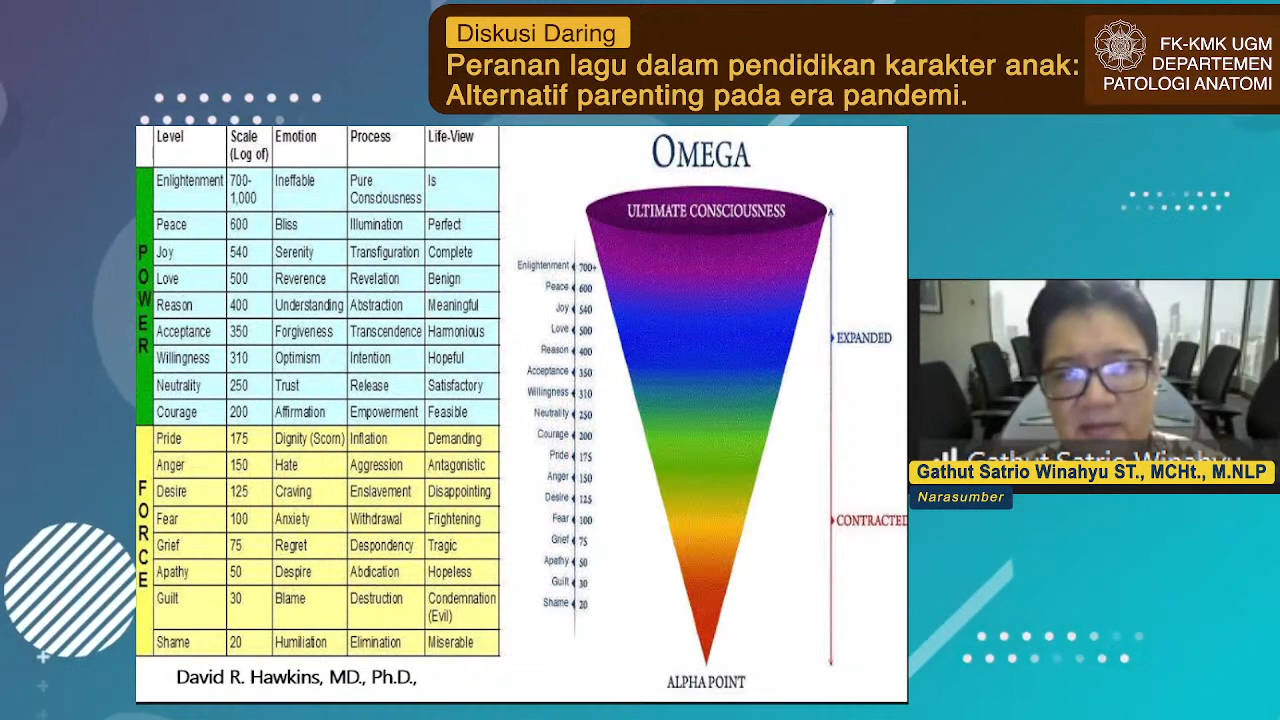 Diskusi Daring
Peranan lagu dalam pendidikan karakter anak:
Alternatif parenting pada era pandemi.
FK-KMK UGM
DEPARTEMEN
PATOLOGI ANATOMI
Level Scale (Log of) Emotion Process Life-View
POWER
Enlightenment 700-1,000 Ineffable Pure Consciousness Is
Peace 600 Bliss Illumination Perfect
Joy 540 Serenity Transfiguration Complete
Love 500 Reverence Revelation Benign
Reason 400 Understanding Abstraction Meaningful
Acceptance 350 Forgiveness Transcendence Harmonious
Willingness 310 Optimism Intention Hopeful
Neutrality 250 Trust Release Satisfactory
Courage 200 Affirmation Empowerment Feasible
FORCE
Pride 175 Dignity (Scorn) Inflation Demanding
Anger 150 Hate Aggression Antagonistic
Desire 125 Craving Enslavement Disappointing
Fear 100 Anxiety Withdrawal Frightening
Grief 75 Regret Despondency Tragic
Apathy 50 Despire Abdication Hopeless
Guilt 30 Blame Destruction Condemnation (Evil)
Shame 20 Humiliation Elimination Miserable
David R. Hawkins, MD., Ph.D.,
OMEGA
ULTIMATE CONSCIOUSNESS
Enlightenment 700+
Peace 600
Joy 540
Love 500
Reason 400
Acceptance 350
Willingness 310
Neutrality 250
Courage 200
Pride 175
Anger 150
Desire 125
Fear 100
Grief 75
Apathy 50
Guilt 30
Shame 20
EXPANDED
CONTRACTED
ALPHA POINT
Gathut Satrio Winahyu
Gathut Satrio Winahyu ST., MCHt., M.NLP
Narasumber